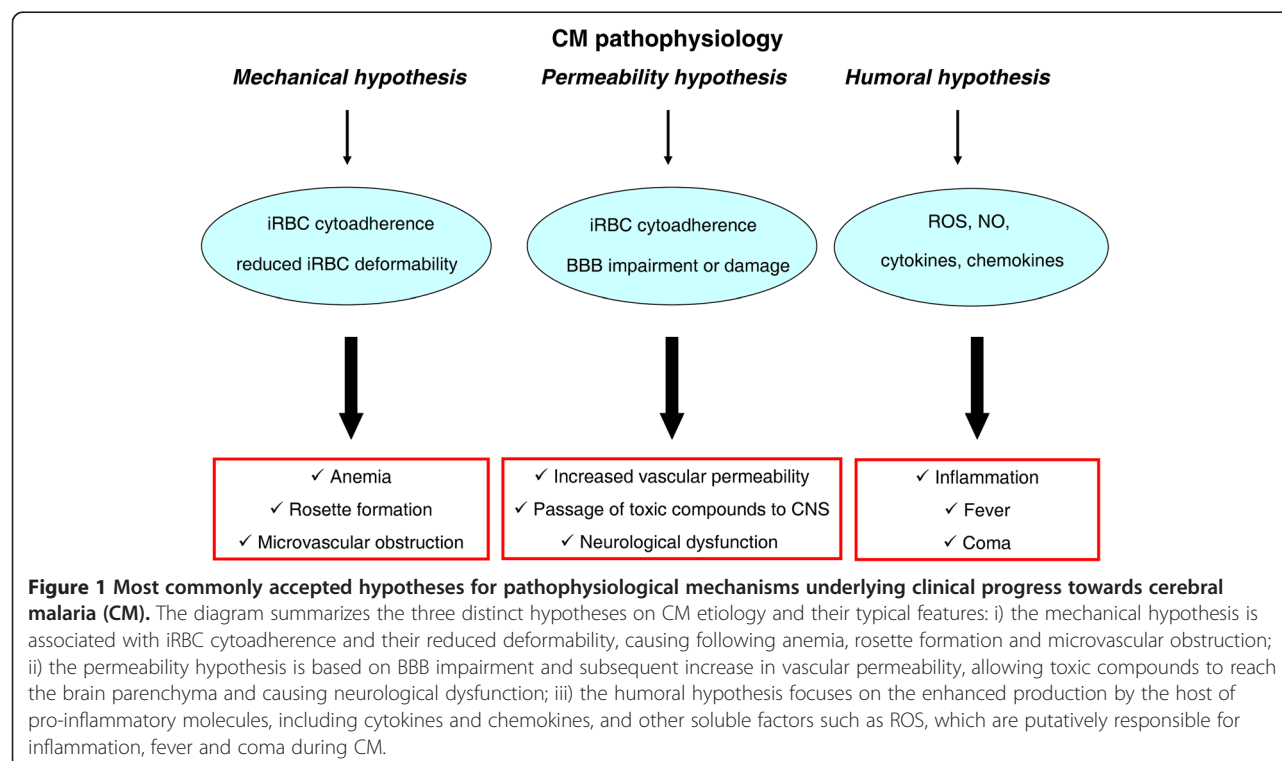 CM pathophysiology
Mechanical hypothesis
Permeability hypothesis
Humoral hypothesis
iRBC cytoadherence
reduced iRBC deformability
iRBC cytoadherence
BBB impairment or damage
ROS, NO,
cytokines, chemokines
✓ Anemia
✓ Rosette formation
✓ Microvascular obstruction
✓ Increased vascular permeability
✓ Passage of toxic compounds to CNS
✓ Neurological dysfunction
✓ Inflammation
✓ Fever
✓ Coma
Figure 1 Most commonly accepted hypotheses for pathophysiological mechanisms underlying clinical progress towards cerebral
malaria (CM). The diagram summarizes the three distinct hypotheses on CM etiology and their typical features: i) the mechanical hypothesis is
associated with iRBC cytoadherence and their reduced deformability, causing following anemia, rosette formation and microvascular obstruction;
ii) the permeability hypothesis is based on BBB impairment and subsequent increase in vascular permeability, allowing toxic compounds to reach
the brain parenchyma and causing neurological dysfunction; iii) the humoral hypothesis focuses on the enhanced production by the host of
pro-inflammatory molecules, including cytokines and chemokines, and other soluble factors such as ROS, which are putatively responsible for
inflammation, fever and coma during CM.